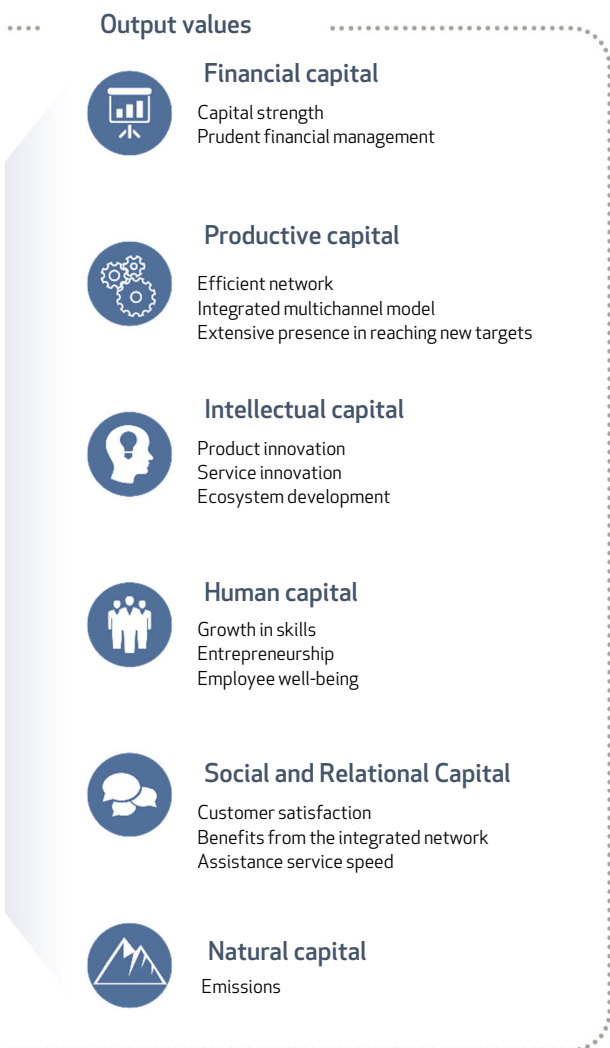 Output values
Financial capital
Capital strength
Prudent financial management
Productive capital
Efficient network
Integrated multichannel model
Extensive presence in reaching new targets
Intellectual capital
Product innovation
Service innovation
Ecosystem development
Human capital
Growth in skills
Entrepreneurship
Employee well-being
Social and Relational Capital
Customer satisfaction
Benefits from the integrated network
Assistance service speed
Natural capital
Emissions